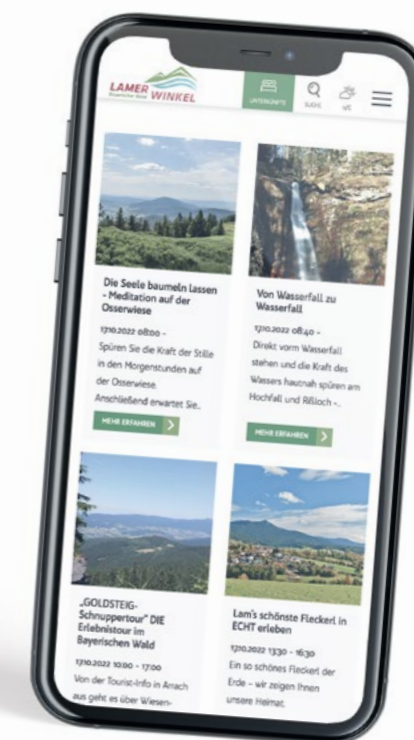 LAMER
Bayerischer Wald
WINKEL
UNTERKÜNFTE
SUCHE
Die Seele baumeln lassen
- Meditation auf der
Osserwiese
17.10.2022 08:00 -
Spüren Sie die Kraft der Stille
in den Morgenstunden auf
der Osserwiese.
Anschließend erwartet Sie..
MEHR ERFAHREN
Von Wasserfall zu
Wasserfall
17.10.2022 08:40 -
Direkt vorm Wasserfall
stehen und die Kraft des
Wassers hautnah spüren am
Hochfall und Rißloch -..
MEHR ERFAHREN
„GOLDSTEIG-
Schnuppertour" DIE
Erlebnistour im
Bayerischen Wald
17.10.2022 10:00 - 17:00
Von der Tourist-Info in Arrach
aus geht es über Wiesen-
Lam's schönste Fleckerl in
ECHT erleben
17.10.2022 13:30 - 16:30
Ein so schönes Fleckerl der
Erde – wir zeigen Ihnen
unsere Heimat.